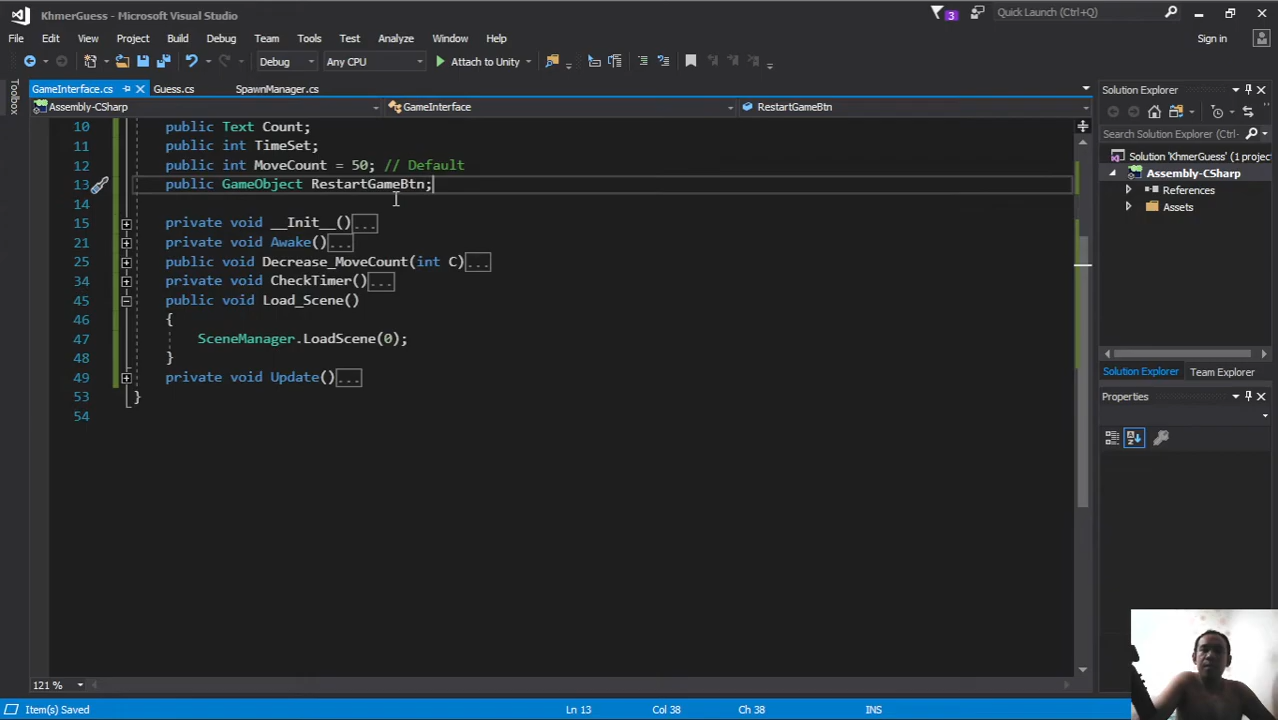 KhmerGuess - Microsoft Visual Studio
3
Quick Launch (Ctrl+Q)
File Edit View Project Build Debug Team Tools Test Analyze Window Help
Sign in
Debug Any CPU Attach to Unity
Toolbox
GameInterface.cs Guess.cs SpawnManager.cs
Assembly-CSharp GameInterface RestartGameBtn
10 public Text Count;
11 public int TimeSet;
12 public int MoveCount = 50; // Default
13 public GameObject RestartGameBtn;
14
15 private void __Init__()...
21 private void Awake()...
25 public void Decrease_MoveCount(int C)...
34 private void CheckTimer()...
45 public void Load_Scene()
46 {
47 SceneManager.LoadScene(0);
48 }
49 private void Update()...
53 }
54
121 %
Solution Explorer
Search Solution Explorer
Solution 'KhmerGuess' (1 projec
Assembly-CSharp
References
Assets
Solution Explorer Team Explorer
Properties
Item(s) Saved Ln 13 Col 38 Ch 38 INS